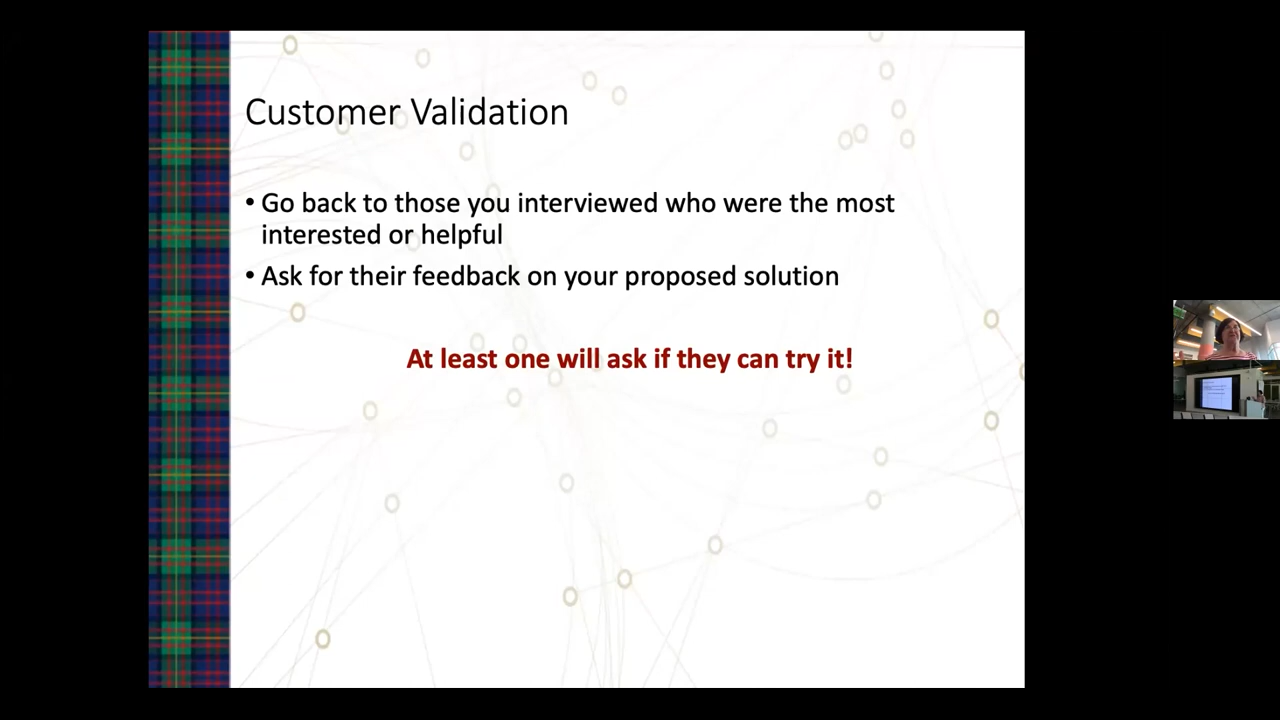 Customer Validation
• Go back to those you interviewed who were the most
interested or helpful
• Ask for their feedback on your proposed solution
At least one will ask if they can try it!